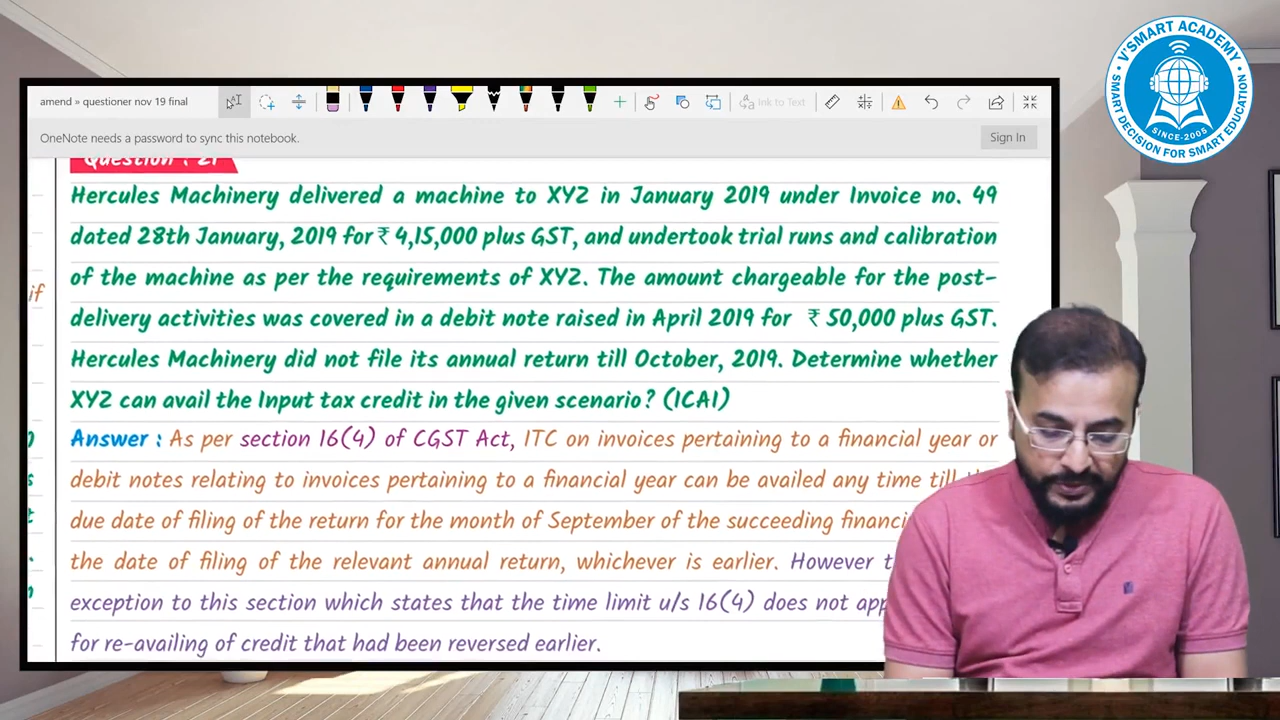 amend » questioner nov 19 final
Ink to Text
OneNote needs a password to sync this notebook.
Sign In
Question : 21
Hercules Machinery delivered a machine to XYZ in January 2019 under Invoice no. 49
dated 28th January, 2019 for ₹ 4,15,000 plus GST, and undertook trial runs and calibration
of the machine as per the requirements of XYZ. The amount chargeable for the post-
delivery activities was covered in a debit note raised in April 2019 for ₹ 50,000 plus GST.
Hercules Machinery did not file its annual return till October, 2019. Determine whether
XYZ can avail the Input tax credit in the given scenario? (ICAI)
Answer : As per section 16(4) of CGST Act, ITC on invoices pertaining to a financial year or
debit notes relating to invoices pertaining to a financial year can be availed any time till
due date of filing of the return for the month of September of the succeeding
the date of filing of the relevant annual return, whichever is earlier. However
exception to this section which states that the time limit u/s 16(4) does not
for re-availing of credit that had been reversed earlier.
if
V'SMART ACADEMY
SINCE-2005
SMART DECISION FOR SMART EDUCATION